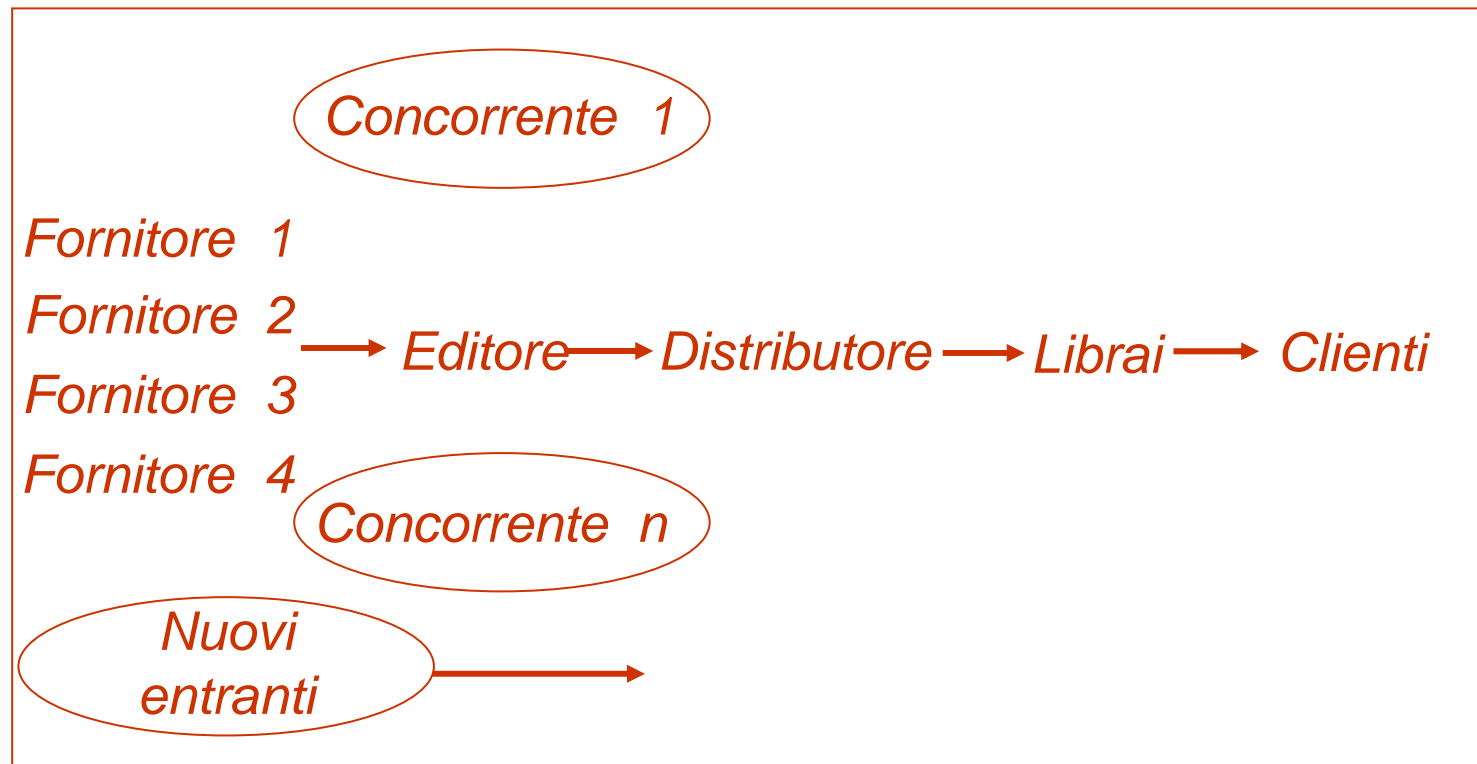 Concorrente 1
Fornitore 1
Fornitore 2
Fornitore 3
Fornitore 4
Editore
Distributore
Librai
Clienti
Concorrente n
Nuovi
entranti